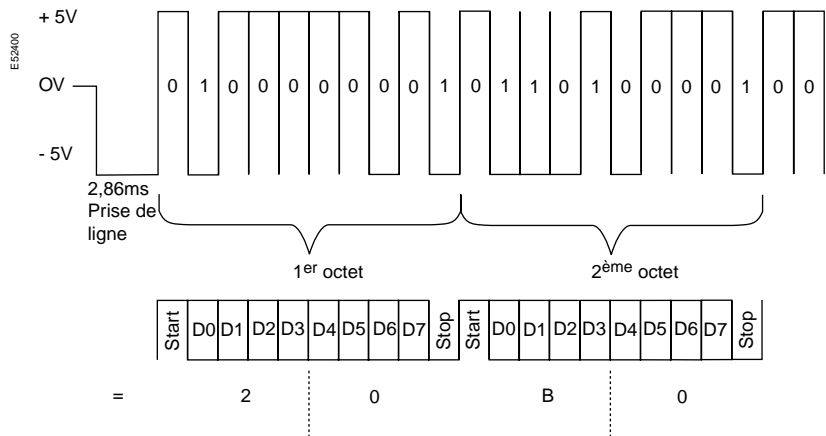 + 5V
E52400
OV
0 1 0 0 0 0 0 0 0 1 0 1 1 0 1 0 0 0 0 1 0 0
- 5V
2,86ms
Prise de
ligne
1er octet
2ème octet
Start D0 D1 D2 D3 D4 D5 D6 D7 Stop Start D0 D1 D2 D3 D4 D5 D6 D7 Stop
= 2 0 B 0